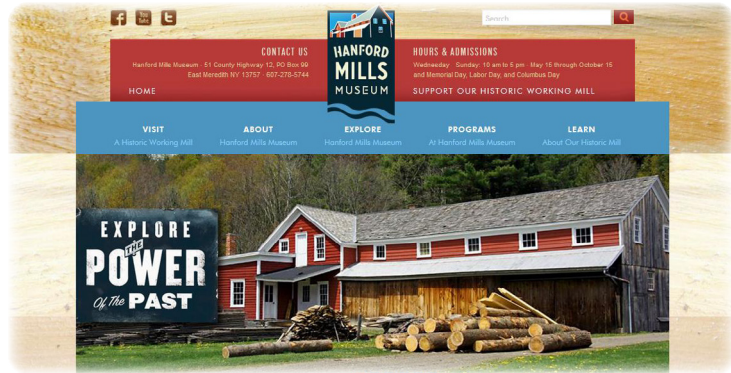 f
You Tube
t
Search
CONTACT US
Hanford Mills Museum · 51 County Highway 12, PO Box 99
East Meredith NY 13757 · 607-278-5744
HOME
HANFORD
MILLS
MUSEUM
HOURS & ADMISSIONS
Wednesday Sunday: 10 am to 5 pm · May 15 through October 15
and Memorial Day, Labor Day, and Columbus Day
SUPPORT OUR HISTORIC WORKING MILL
VISIT
A Historic Working Mill
ABOUT
Hanford Mills Museum
EXPLORE
Hanford Mills Museum
PROGRAMS
At Hanford Mills Museum
LEARN
About Our Historic Mill
EXPLORE
THE
POWER
Of The PAST